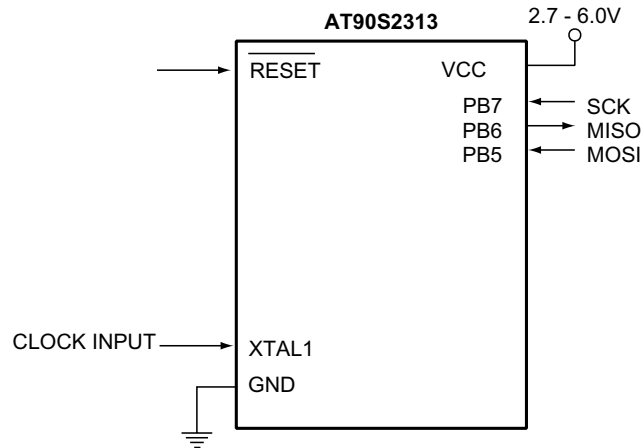 AT90S2313
2.7 - 6.0V
RESET
VCC
PB7
SCK
PB6
MISO
PB5
MOSI
CLOCK INPUT
XTAL1
GND